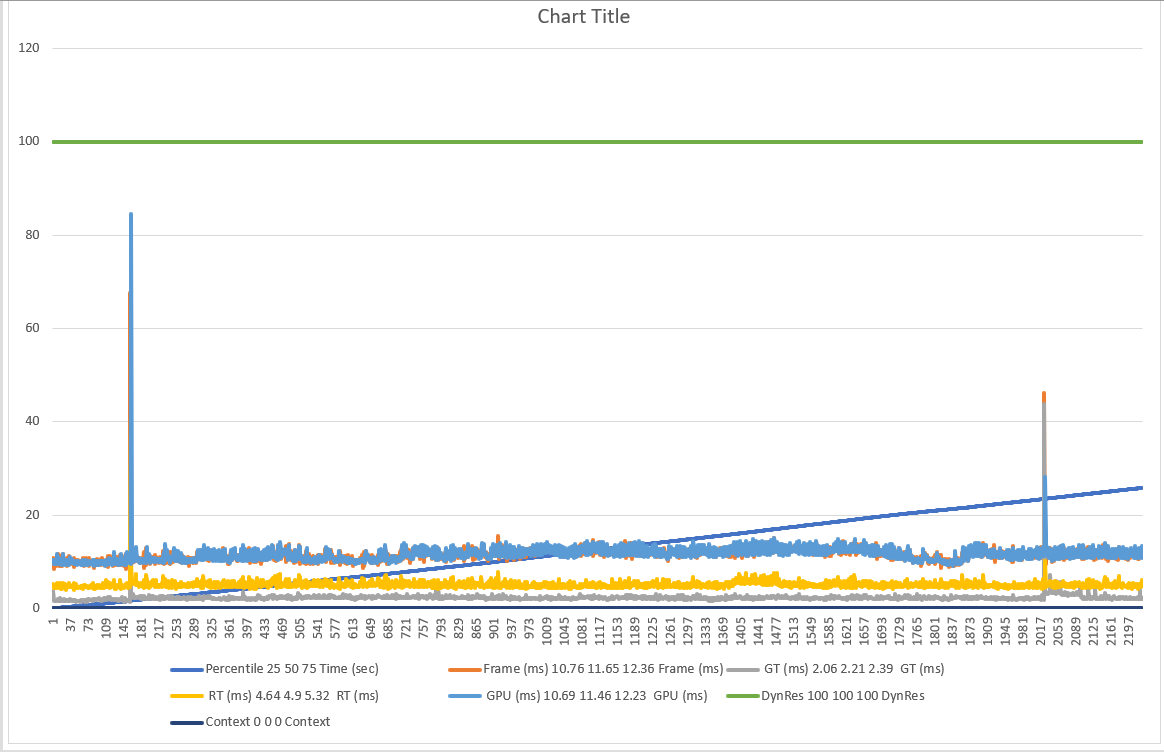 Chart Title
120
100
80
60
40
20
0
1 37 73 109 145 181 217 253 289 325 361 397 433 469 505 541 577 613 649 685 721 757 793 829 865 901 937 973 1009 1045 1081 1117 1153 1189 1225 1261 1297 1333 1369 1405 1441 1477 1513 1549 1585 1621 1657 1693 1729 1765 1801 1837 1873 1909 1945 1981 2017 2053 2089 2125 2161 2197
Percentile 25 50 75 Time (sec) Frame (ms) 10.76 11.65 12.36 Frame (ms) GT (ms) 2.06 2.21 2.39 GT (ms)
RT (ms) 4.64 4.9 5.32 RT (ms) GPU (ms) 10.69 11.46 12.23 GPU (ms) DynRes 100 100 100 DynRes
Context 0 0 0 Context